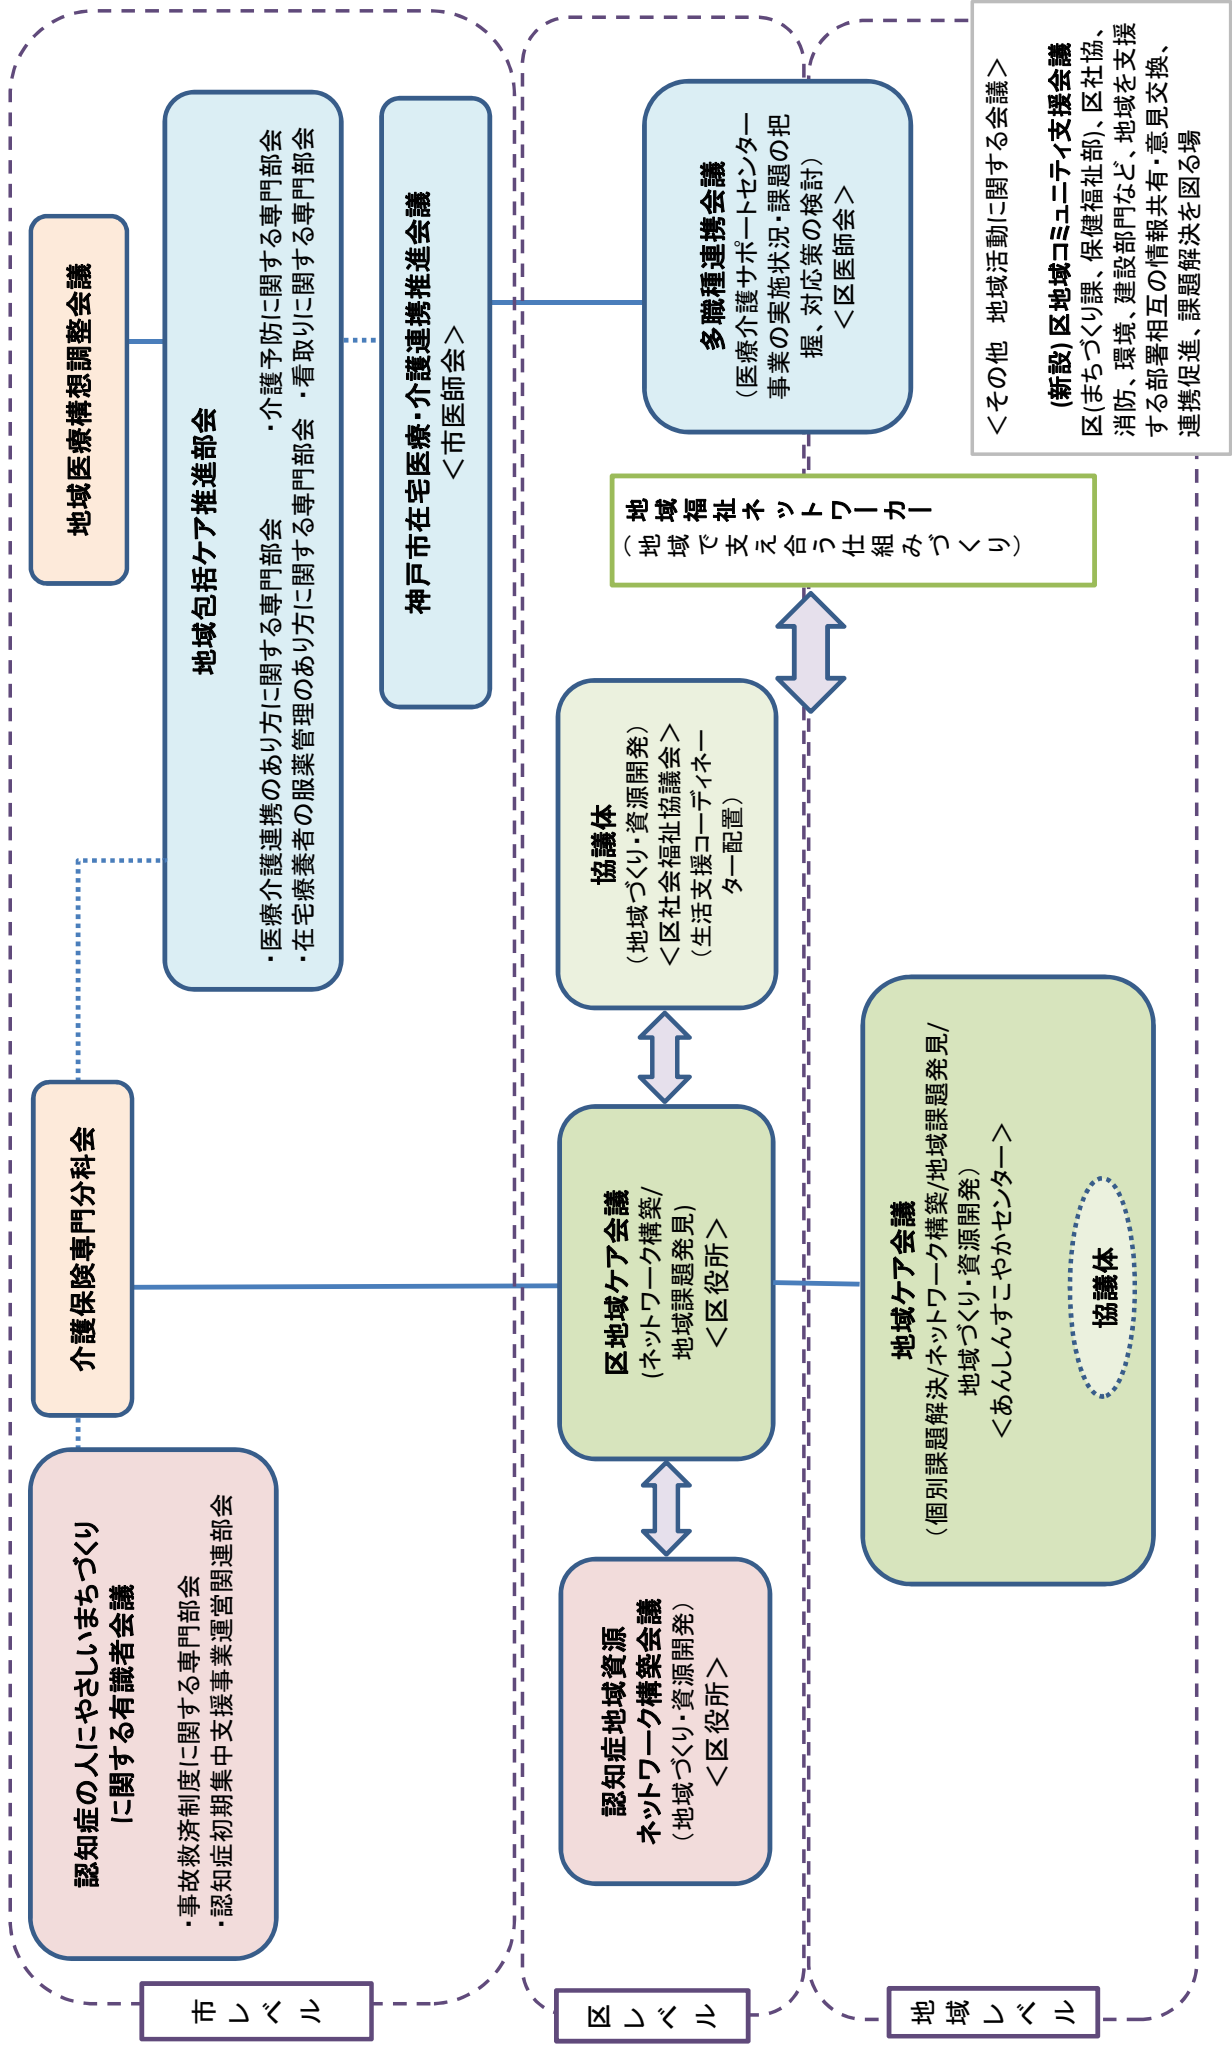 市レベル
認知症の人にやさしいまちづくり
に関する有識者会議
・事故救済制度に関する専門部会
・認知症初期集中支援事業運営関連部会
介護保険専門分科会
地域医療構想調整会議
地域包括ケア推進部会
・医療介護連携のあり方に関する専門部会　・介護予防に関する専門部会
・在宅療養者の服薬管理のあり方に関する専門部会　・看取りに関する専門部会
神戸市在宅医療・介護連携推進会議
＜市医師会＞
区レベル
認知症地域資源
ネットワーク構築会議
（地域づくり・資源開発）
＜区役所＞
区地域ケア会議
(ネットワーク構築/
地域課題発見)
＜区役所＞
協議体
（地域づくり・資源開発）
＜区社会福祉協議会＞
（生活支援コーディネー
ター配置）
多職種連携会議
（医療介護サポートセンター
事業の実施状況・課題の把
握、対応策の検討）
＜区医師会＞
地域福祉ネットワーカー
（地域で支え合う仕組みづくり）
地域レベル
地域ケア会議
（個別課題解決/ネットワーク構築/地域課題発見/
地域づくり・資源開発）
＜あんしんすこやかセンター＞
協議体
＜その他　地域活動に関する会議＞
(新設) 区地域コミュニティ支援会議
区(まちづくり課、保健福祉部)、区社協、
消防、環境、建設部門など、地域を支援
する部署相互の情報共有・意見交換、
連携促進、課題解決を図る場